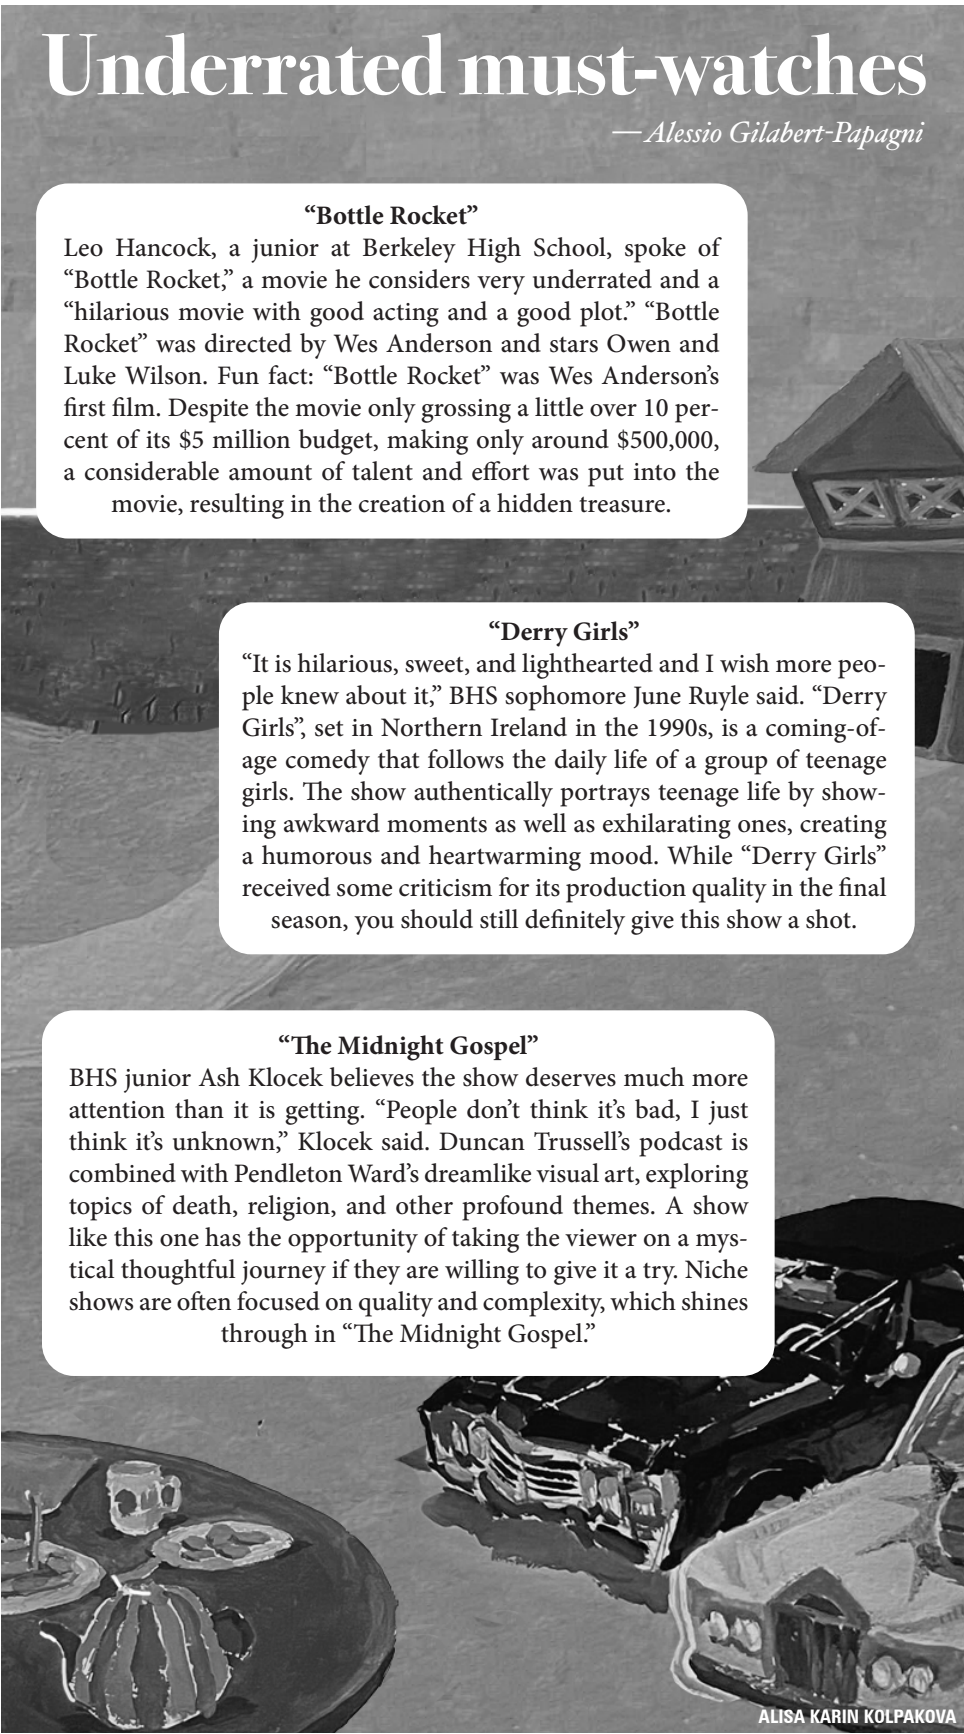 Underrated must-watches
— Alessio Gilabert-Papagni
“Bottle Rocket”
Leo Hancock, a junior at Berkeley High School, spoke of
“Bottle Rocket,” a movie he considers very underrated and a
“hilarious movie with good acting and a good plot.” “Bottle
Rocket” was directed by Wes Anderson and stars Owen and
Luke Wilson. Fun fact: “Bottle Rocket” was Wes Anderson’s
first film. Despite the movie only grossing a little over 10 per-
cent of its $5 million budget, making only around $500,000,
a considerable amount of talent and effort was put into the
movie, resulting in the creation of a hidden treasure.
“Derry Girls”
“It is hilarious, sweet, and lighthearted and I wish more peo-
ple knew about it,” BHS sophomore June Ruyle said. “Derry
Girls”, set in Northern Ireland in the 1990s, is a coming-of-
age comedy that follows the daily life of a group of teenage
girls. The show authentically portrays teenage life by show-
ing awkward moments as well as exhilarating ones, creating
a humorous and heartwarming mood. While “Derry Girls”
received some criticism for its production quality in the final
season, you should still definitely give this show a shot.
“The Midnight Gospel”
BHS junior Ash Klocek believes the show deserves much more
attention than it is getting. “People don’t think it’s bad, I just
think it’s unknown,” Klocek said. Duncan Trussell’s podcast is
combined with Pendleton Ward’s dreamlike visual art, exploring
topics of death, religion, and other profound themes. A show
like this one has the opportunity of taking the viewer on a mys-
tical thoughtful journey if they are willing to give it a try. Niche
shows are often focused on quality and complexity, which shines
through in “The Midnight Gospel.”
ALISA KARIN KOLPAKOVA